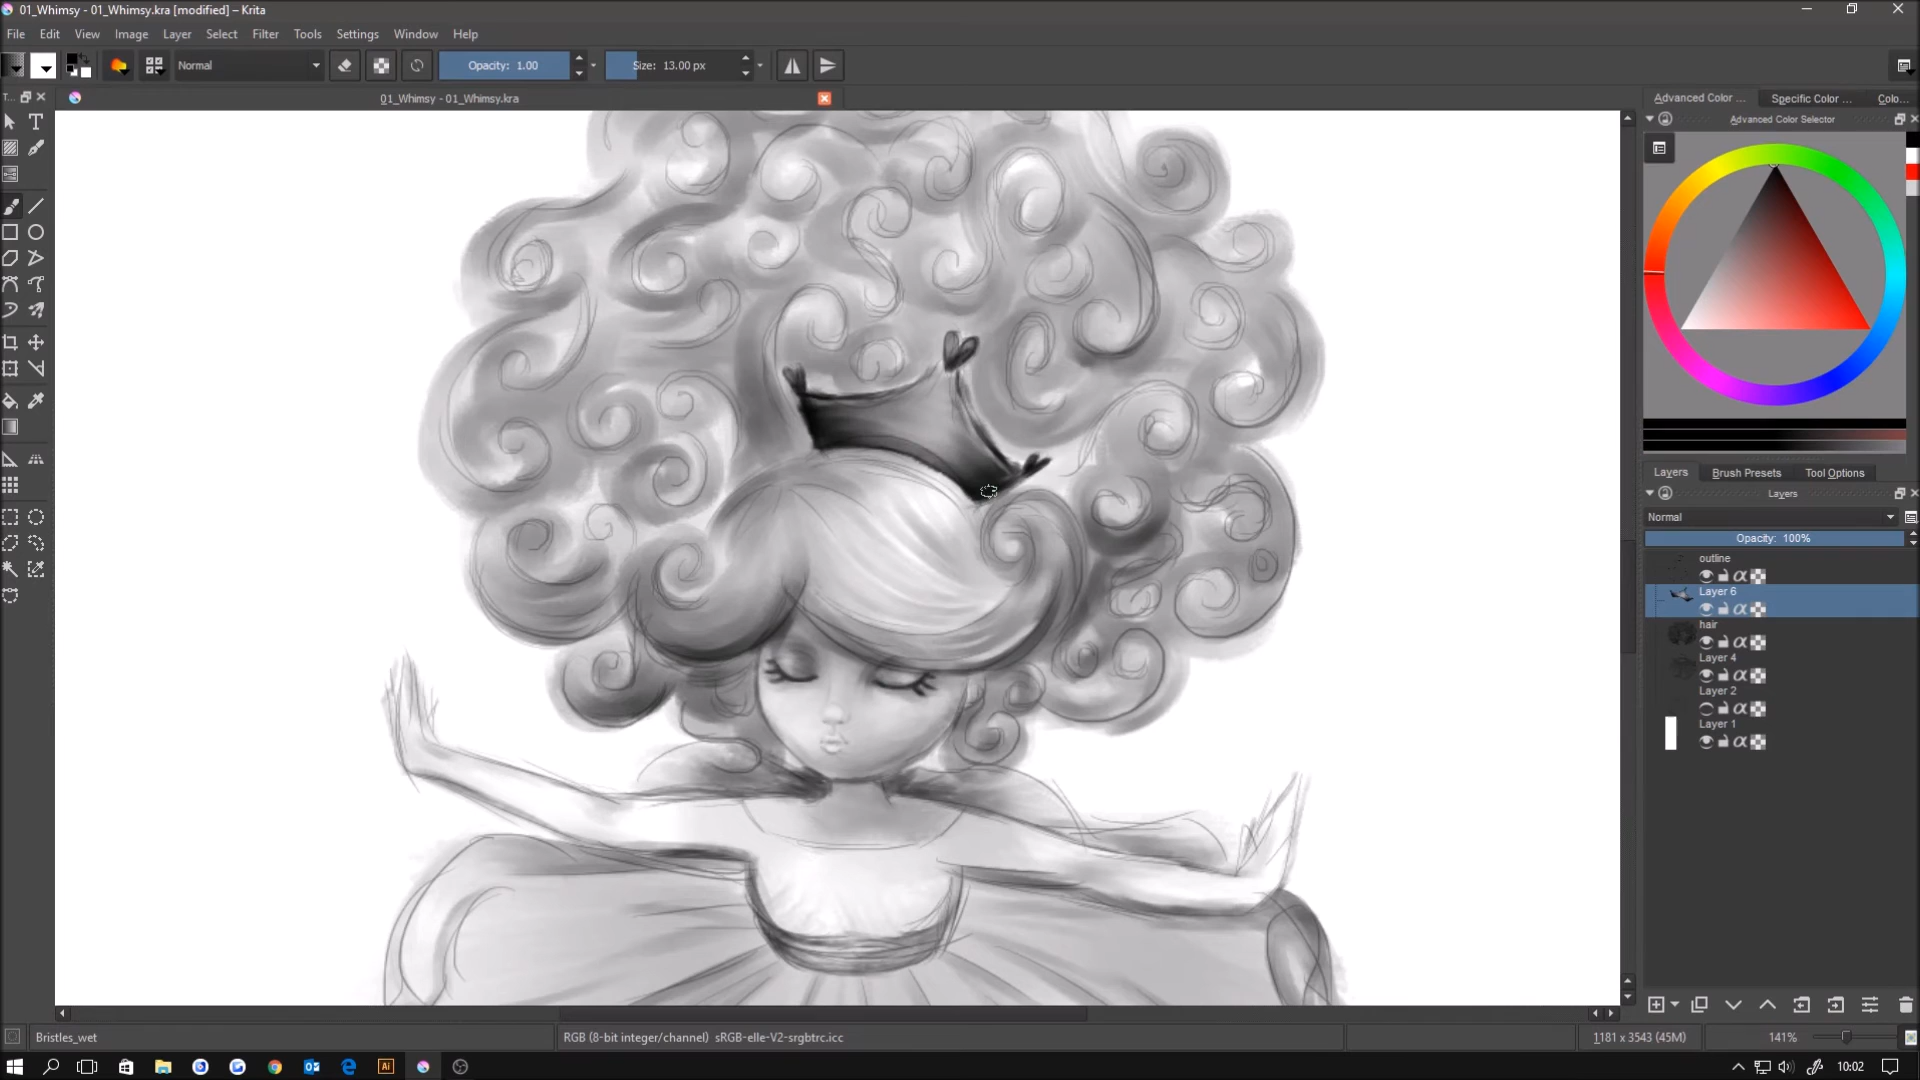 01_Whimsy - 01_Whimsy.kra [modified] – Krita
File Edit View Image Layer Select Filter Tools Settings Window Help
Normal Opacity: 1.00 Size: 13.00 px
T... 01_Whimsy - 01_Whimsy.kra Advanced Color ... Specific Color ... Colo...
Advanced Color Selector
Layers Brush Presets Tool Options
Layers
Normal
Opacity: 100%
outline
Layer 6
hair
Layer 4
Layer 2
Layer 1
Bristles_wet RGB (8-bit integer/channel) sRGB-elle-V2-srgbtrc.icc 1181 x 3543 (45M) 141%
Ai 10:02